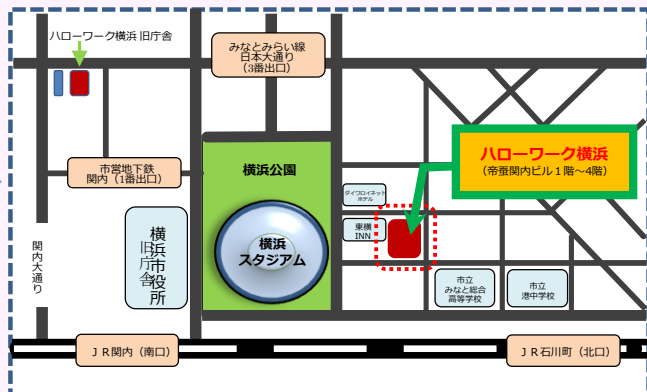 ハローワーク横浜 旧庁舎
みなとみらい線
日本大通り
（3番出口）
ハローワーク横浜
（帝蚕関内ビル１階～4階）
市営地下鉄
関内（1番出口）
横浜公園
ダイワロイネット
ホテル
東横
INN
横浜
スタジアム
横浜市役所
旧庁舎
関内大通り
市立
みなと総合
高等学校
市立
港中学校
ＪＲ関内（南口）
ＪＲ石川町（北口）